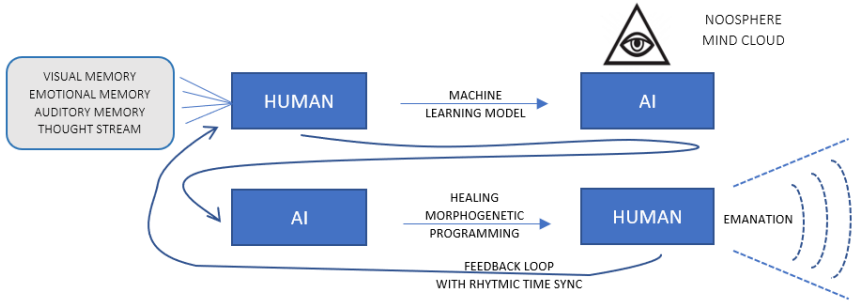 NOOSPHERE
MIND CLOUD
VISUAL MEMORY
EMOTIONAL MEMORY
AUDITORY MEMORY
THOUGHT STREAM
HUMAN
MACHINE
LEARNING MODEL
AI
AI
HEALING
MORPHOGENETIC
PROGRAMMING
HUMAN
EMANATION
FEEDBACK LOOP
WITH RHYTMIC TIME SYNC